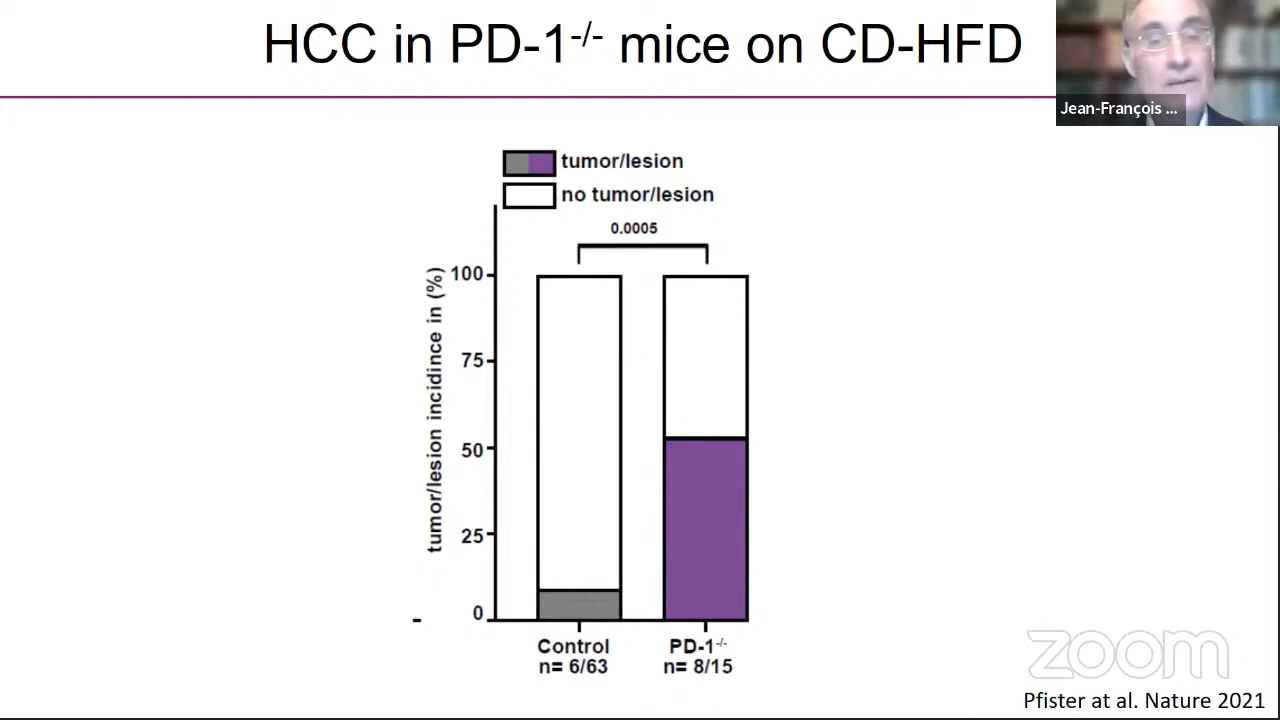 HCC in PD-1-/- mice on CD-HFD
Jean-François ...
tumor/lesion
no tumor/lesion
0.0005
tumor/lesion incidince in (%)
100
75
50
25
0
-
Control
n= 6/63
PD-1-/-
n= 8/15
zoom
Pfister at al. Nature 2021